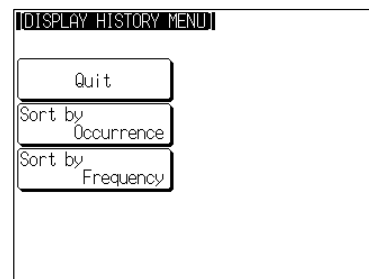 [DISPLAY HISTORY MENU]
Quit
Sort by
Occurrence
Sort by
Frequency